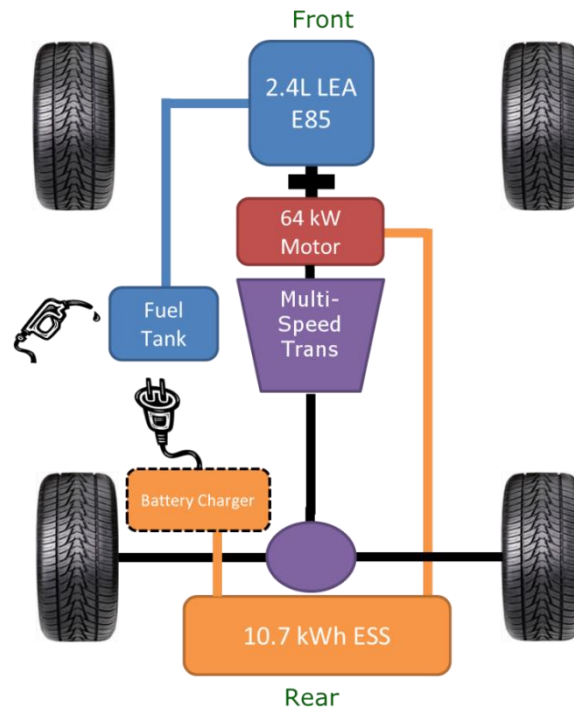 Front
2.4L LEA
E85
64 kW
Motor
Fuel
Tank
Multi-
Speed
Trans
Battery Charger
10.7 kWh ESS
Rear